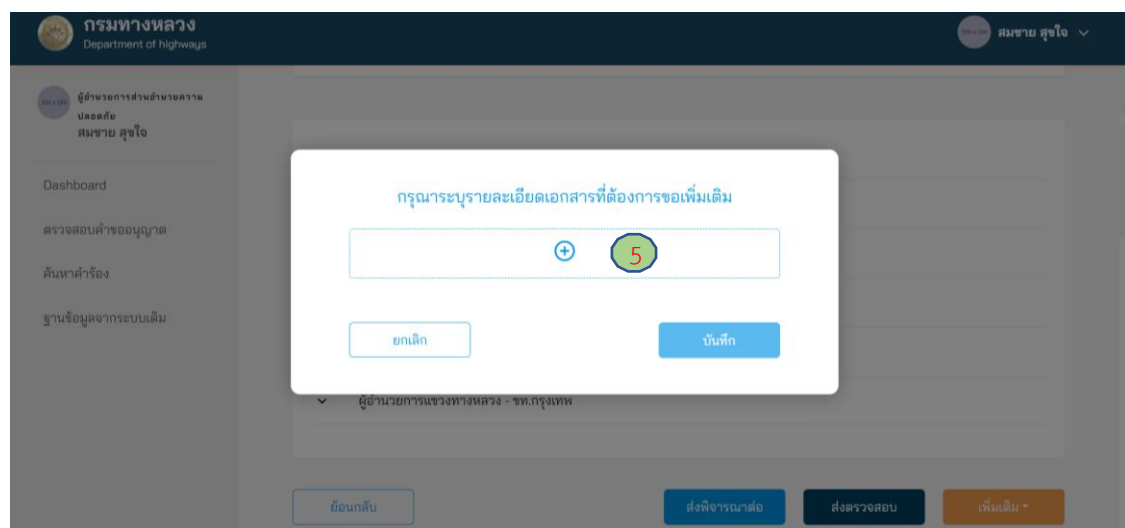 กรมทางหลวง
Department of highways
สมชาย สุขใจ
ผู้อำนวยการส่วนอำนวยความ
ปลอดภัย
สมชาย สุขใจ
Dashboard
ตรวจสอบคำขออนุญาต
ค้นหาคำร้อง
ฐานข้อมูลจากระบบเดิม
กรุณาระบุรายละเอียดเอกสารที่ต้องการขอเพิ่มเติม
5
ยกเลิก
บันทึก
ผู้อำนวยการแขวงทางหลวง - ขท.กรุงเทพ
ย้อนกลับ
ส่งพิจารณาต่อ
ส่งตรวจสอบ
เพิ่มเติม